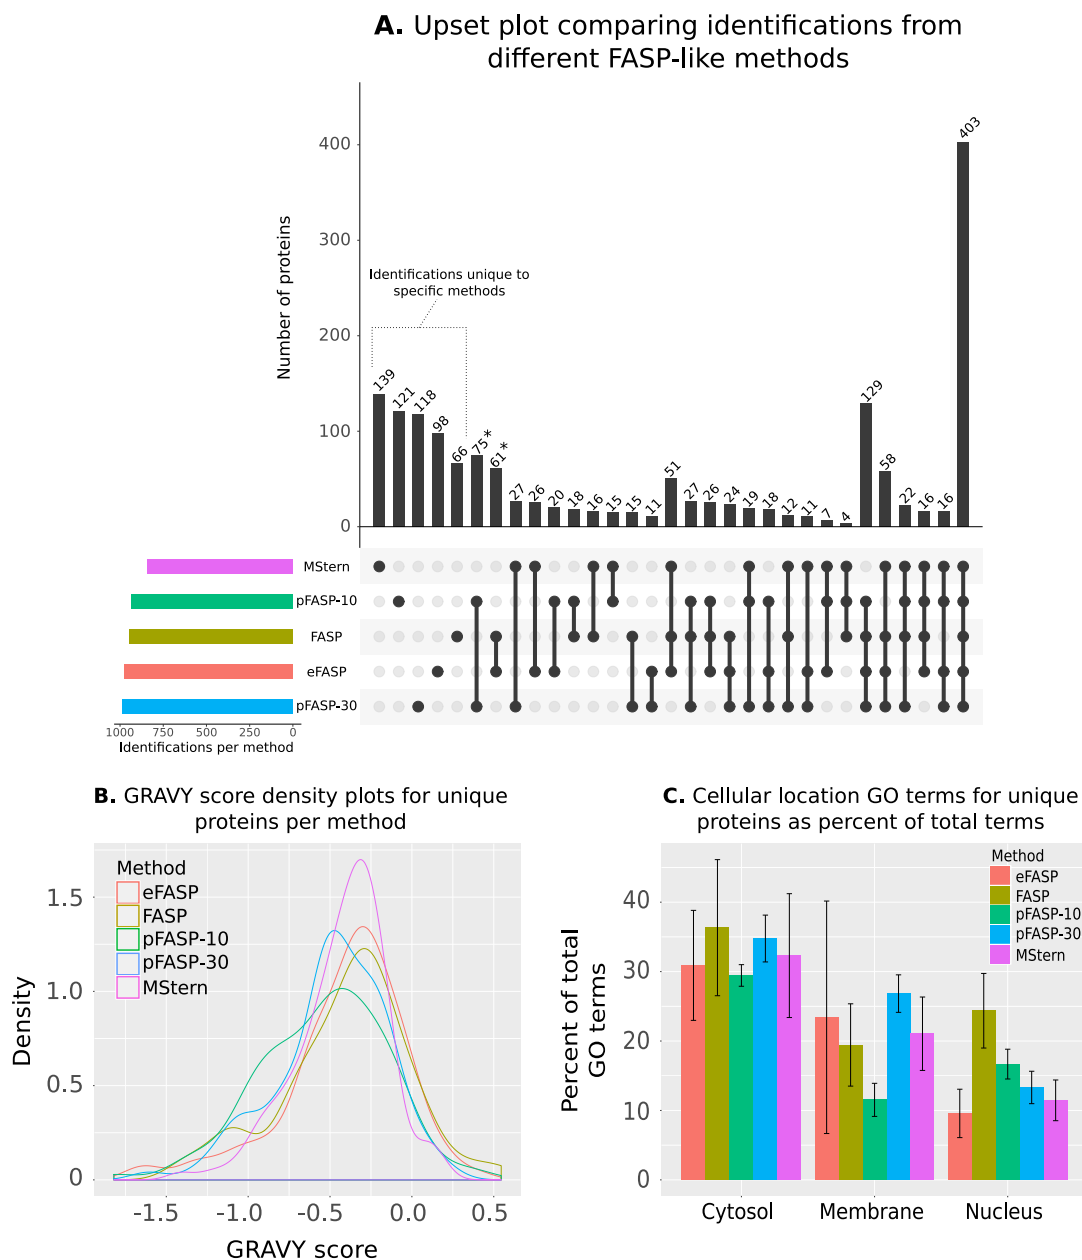 A. Upset plot comparing identifications from
different FASP-like methods
Number of proteins
400
300
200
100
0
Identifications unique to
specific methods
139
121
118
98
66
75*
61*
27
26
20
18
16
15
15
11
51
27
26
24
19
18
12
11
7
4
129
58
22
16
16
403
MStern
pFASP-10
FASP
eFASP
pFASP-30
1000 750 500 250 0
Identifications per method
B. GRAVY score density plots for unique
proteins per method
Density
1.5
1.0
0.5
0
Method
eFASP
FASP
pFASP-10
pFASP-30
MStern
-1.5 -1.0 -0.5 0.0 0.5
GRAVY score
C. Cellular location GO terms for unique
proteins as percent of total terms
Percent of total
GO terms
40
30
20
10
0
Method
eFASP
FASP
pFASP-10
pFASP-30
MStern
Cytosol Membrane Nucleus